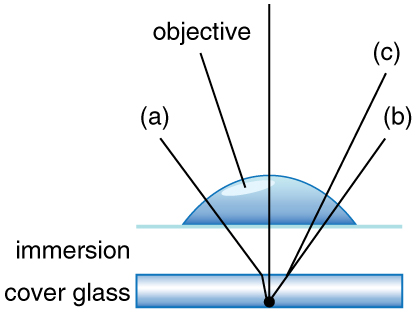 objective
(c)
(a)
(b)
immersion
cover glass